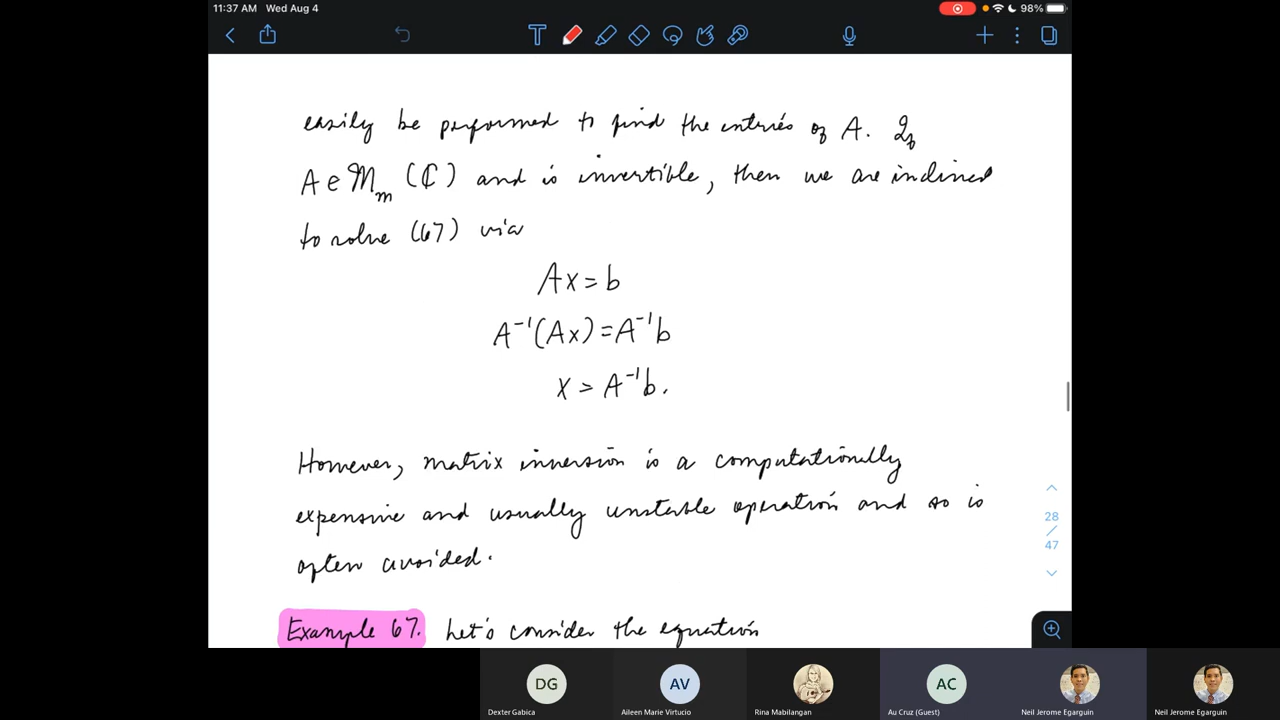 11:37 AM Wed Aug 4
98%
easily be performed to find the entries of A. If
A ∈ M_m (ℂ) and is invertible, then we are inclined
to solve (67) via
Ax = b
A⁻¹(Ax) = A⁻¹b
x = A⁻¹b.
However, matrix inversion is a computationally
expensive and usually unstable operation and so is
often avoided.
28
/
47
Example 67. Let's consider the equation
DG
AV
AC
Dexter Gabica
Aileen Marie Virtucio
Rina Mabilangan
Au Cruz (Guest)
Neil Jerome Egarguin
Neil Jerome Egarguin